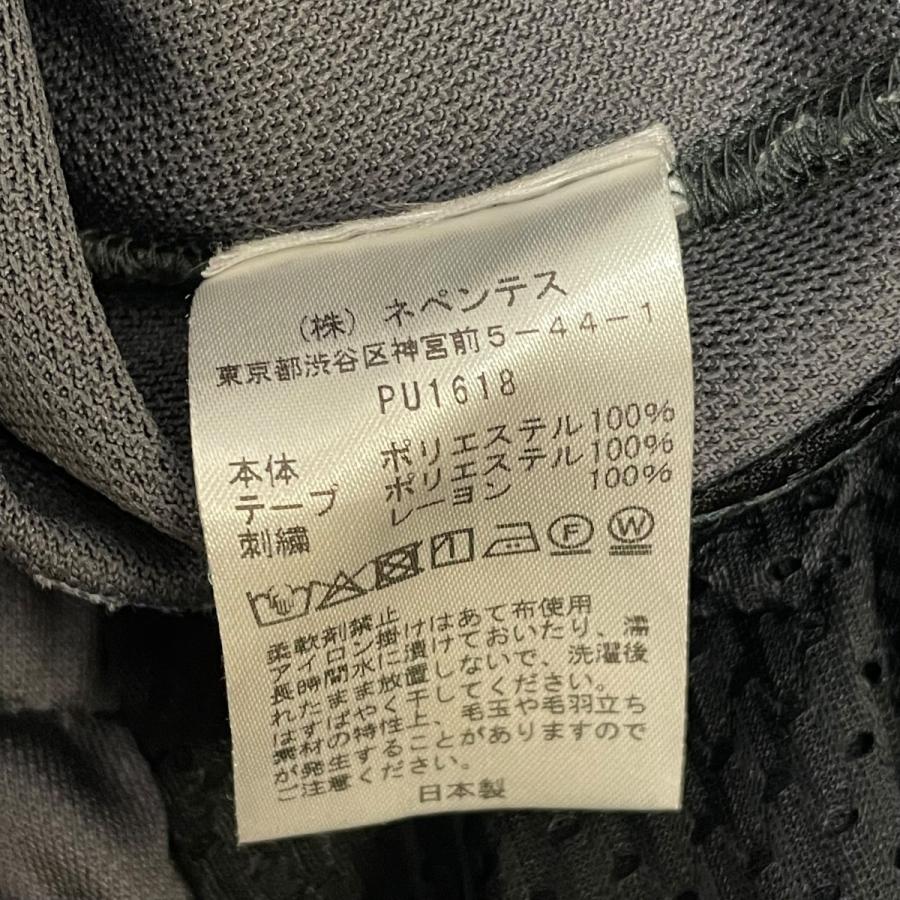 （株）ネペンテス
東京都渋谷区神宮前5－44－1
PU1618
本体　ポリエステル100%
テープ　ポリエステル100%
刺繍　レーヨン　100%
F W
柔軟剤禁止
アイロン掛けはあて布使用
長時間水に漬けておいたり、濡
れたまま放置しないで、洗濯後
はすばやく干してください。
素材の特性上、毛玉や毛羽立ち
が発生することがありますので
ご注意ください。
日本製